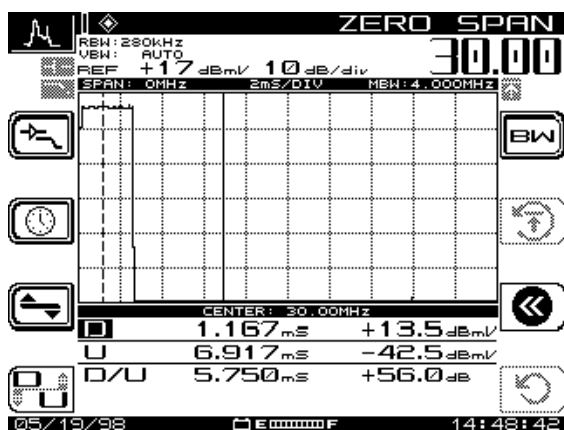 ZERO SPAN
RBW:280kHz
VBW: AUTO
REF +17 dBmV 10 dB/div
30.00
SPAN: 0MHz 2mS/DIV MBW:4.000MHz
BW
CENTER: 30.00MHz
D 1.167mS +13.5dBmV
U 6.917mS -42.5dBmV
D/U 5.750mS +56.0dB
D U
05/19/98 E F 14:48:42